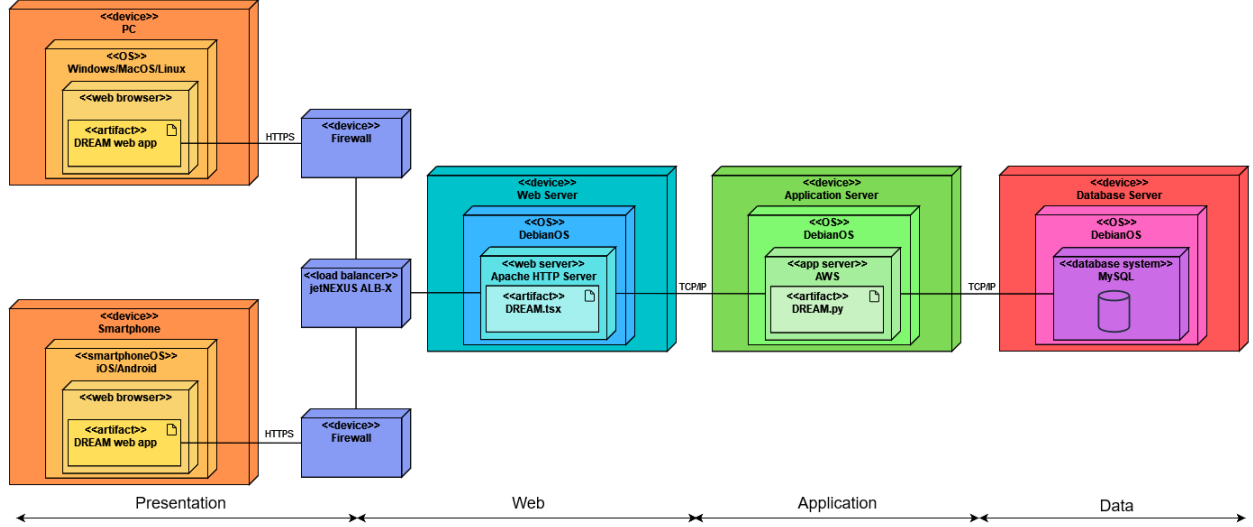 <<device>>
PC
<<OS>>
Windows/MacOS/Linux
<<web browser>>
<<artifact>>
DREAM web app
HTTPS
<<device>>
Firewall
<<load balancer>>
jetNEXUS ALB-X
<<device>>
Smartphone
<<smartphoneOS>>
iOS/Android
<<web browser>>
<<artifact>>
DREAM web app
HTTPS
<<device>>
Firewall
<<device>>
Web Server
<<OS>>
DebianOS
<<web server>>
Apache HTTP Server
<<artifact>>
DREAM.tsx
TCP/IP
<<device>>
Application Server
<<OS>>
DebianOS
<<app server>>
AWS
<<artifact>>
DREAM.py
TCP/IP
<<device>>
Database Server
<<OS>>
DebianOS
<<database system>>
MySQL
Presentation
Web
Application
Data